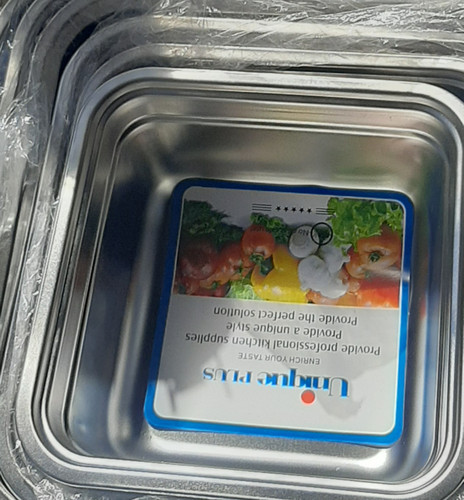 Unique PLUS
ENRICH YOUR TASTE
Provide professional kitchen supplies
Provide a unique style
Provide the perfect solution